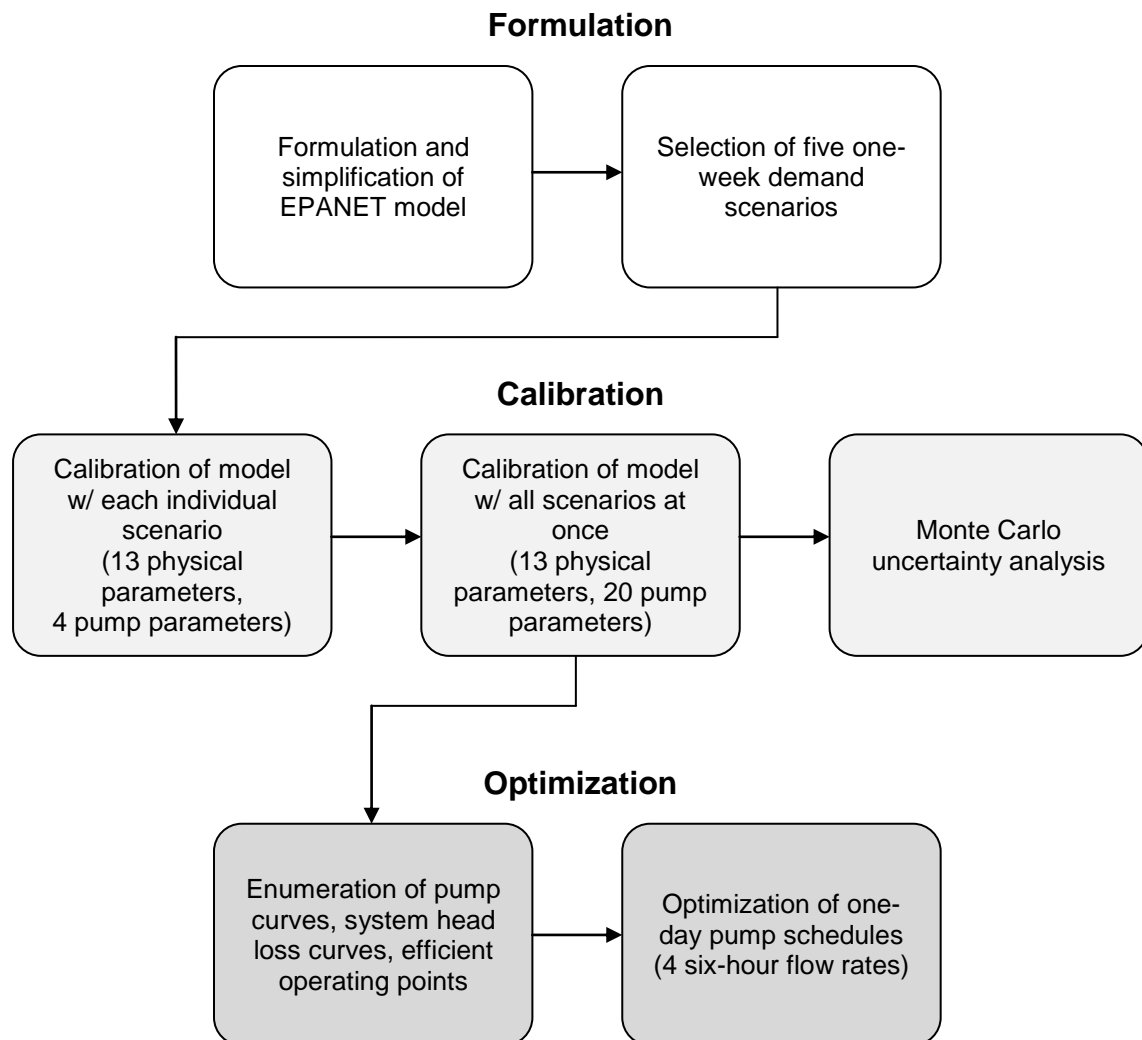 Formulation
Formulation and
simplification of
EPANET model
Selection of five one-
week demand
scenarios
Calibration
Calibration of model
w/ each individual
scenario
(13 physical
parameters,
4 pump parameters)
Calibration of model
w/ all scenarios at
once
(13 physical
parameters, 20 pump
parameters)
Monte Carlo
uncertainty analysis
Optimization
Enumeration of pump
curves, system head
loss curves, efficient
operating points
Optimization of one-
day pump schedules
(4 six-hour flow rates)